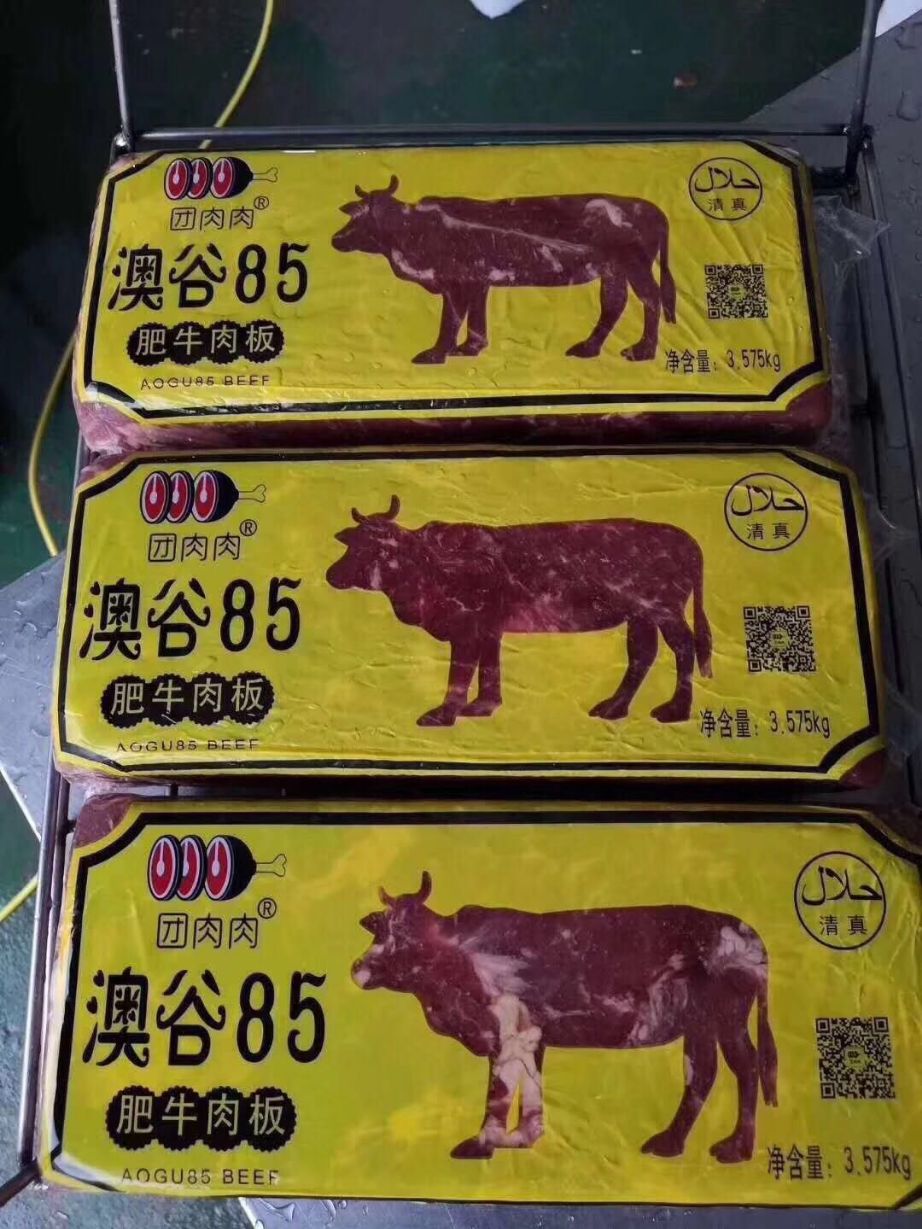 团肉肉®
澳谷85
肥牛肉板
AOGU85 BEEF
حلال
清真
净含量: 3.575kg
团肉肉®
澳谷85
肥牛肉板
AOGU85 BEEF
حلال
清真
净含量: 3.575kg
团肉肉®
澳谷85
肥牛肉板
AOGU85 BEEF
حلال
清真
净含量: 3.575kg